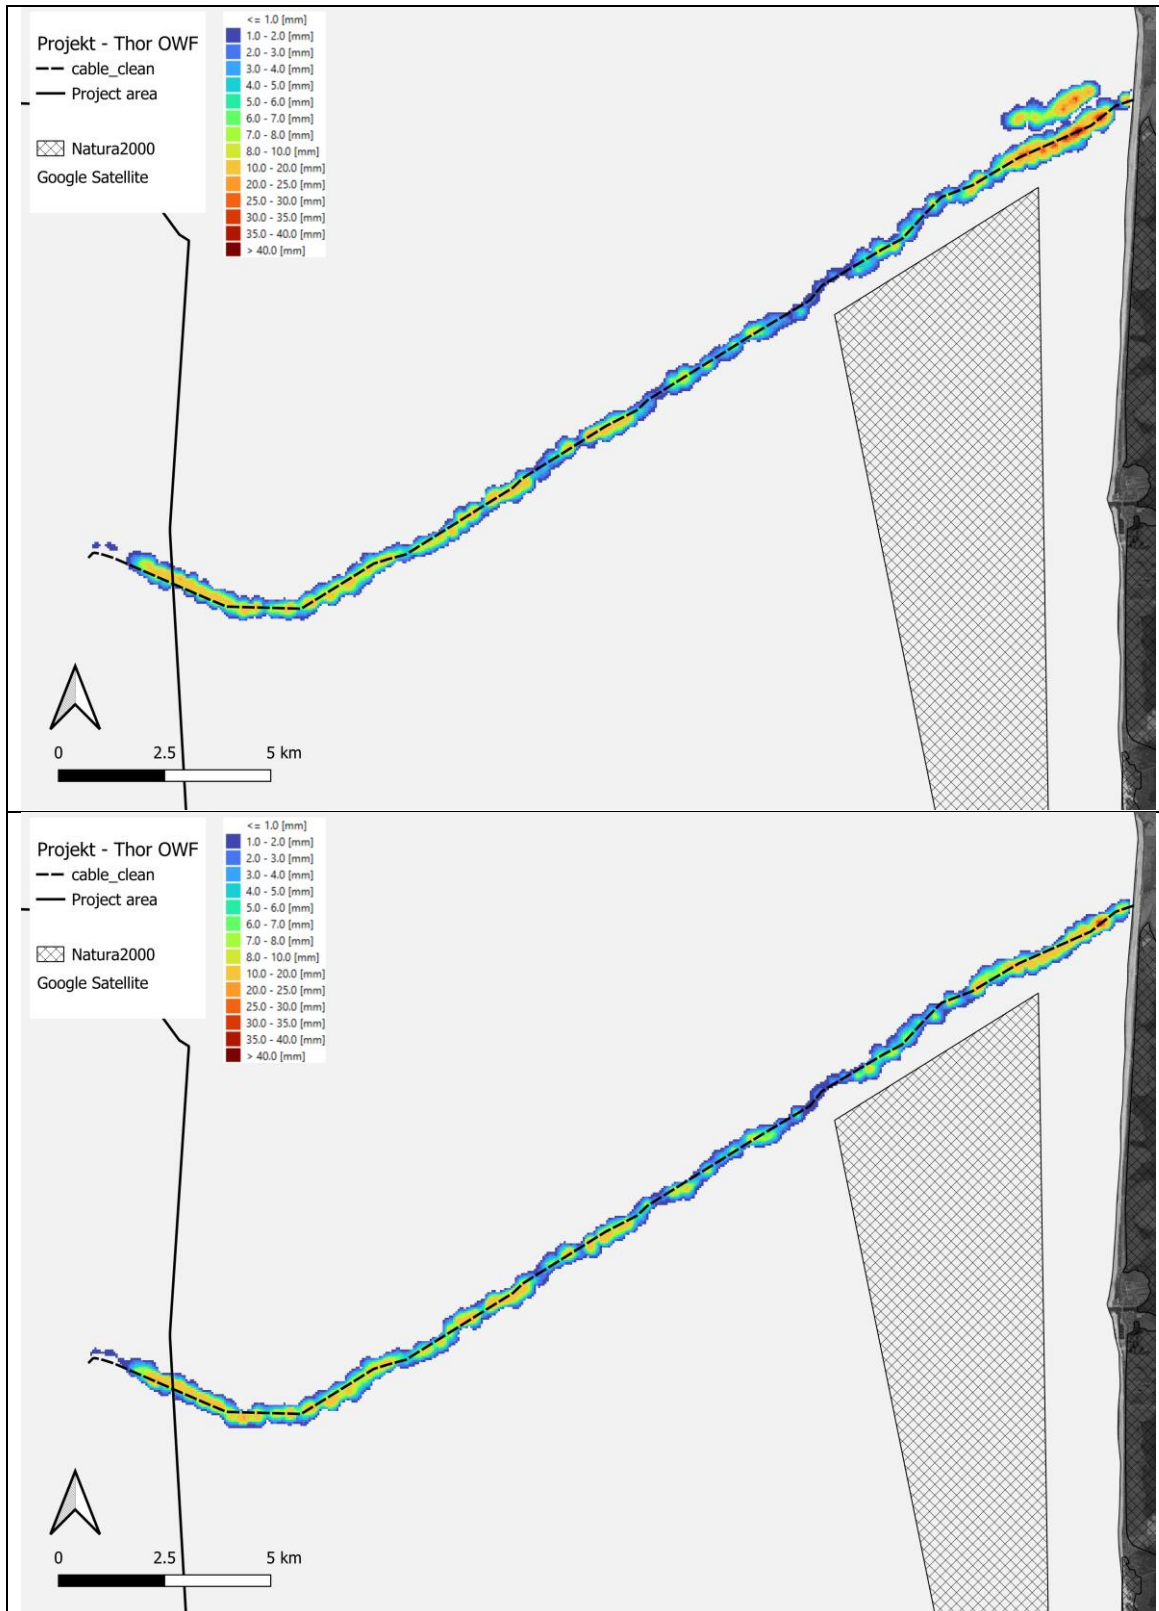 <= 1.0 [mm]
Projekt - Thor OWF
1.0 - 2.0 [mm]
2.0 - 3.0 [mm]
cable_clean
3.0 - 4.0 [mm]
4.0 - 5.0 [mm]
Project area
5.0 - 6.0 [mm]
6.0 - 7.0 [mm]
7.0 - 8.0 [mm]
Natura2000
8.0 - 10.0 [mm]
10.0 - 20.0 [mm]
Google Satellite
20.0 - 25.0 [mm]
25.0 - 30.0 [mm]
30.0 - 35.0 [mm]
35.0 - 40.0 [mm]
> 40.0 [mm]
0 2.5 5 km
<= 1.0 [mm]
Projekt - Thor OWF
1.0 - 2.0 [mm]
2.0 - 3.0 [mm]
cable_clean
3.0 - 4.0 [mm]
4.0 - 5.0 [mm]
Project area
5.0 - 6.0 [mm]
6.0 - 7.0 [mm]
7.0 - 8.0 [mm]
Natura2000
8.0 - 10.0 [mm]
10.0 - 20.0 [mm]
Google Satellite
20.0 - 25.0 [mm]
25.0 - 30.0 [mm]
30.0 - 35.0 [mm]
35.0 - 40.0 [mm]
> 40.0 [mm]
0 2.5 5 km